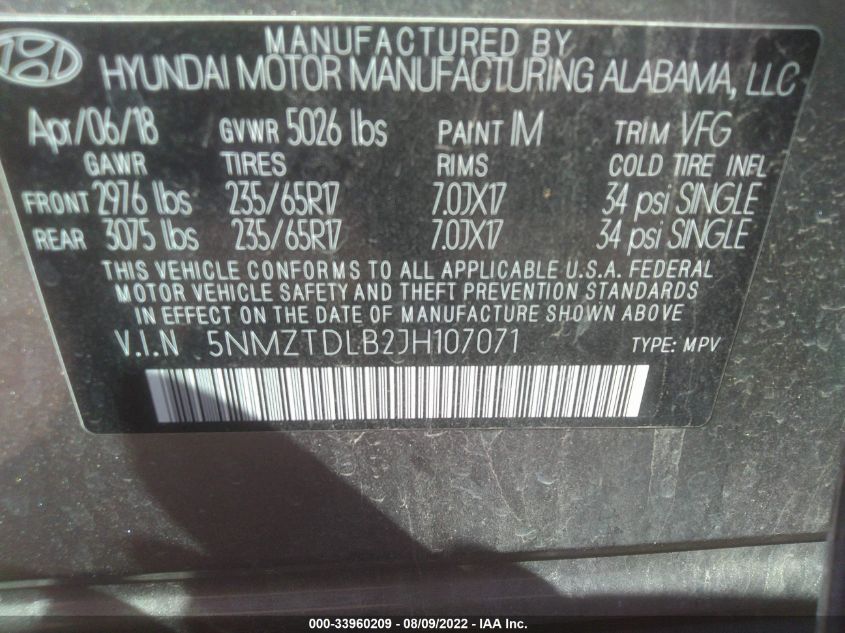 MANUFACTURED BY
HYUNDAI MOTOR MANUFACTURING ALABAMA, LLC
Apr/06/18 GVWR 5026 lbs PAINT IM TRIM VFG
GAWR TIRES RIMS COLD TIRE INFL
FRONT 2976 lbs 235/65R17 7.0JX17 34 psi SINGLE
REAR 3075 lbs 235/65R17 7.0JX17 34 psi SINGLE
THIS VEHICLE CONFORMS TO ALL APPLICABLE U.S.A. FEDERAL
MOTOR VEHICLE SAFETY AND THEFT PREVENTION STANDARDS
IN EFFECT ON THE DATE OF MANUFACTURE SHOWN ABOVE.
V.I.N 5NMZTDLB2JH107071 TYPE: MPV
000-33960209 - 08/09/2022 - IAA Inc.